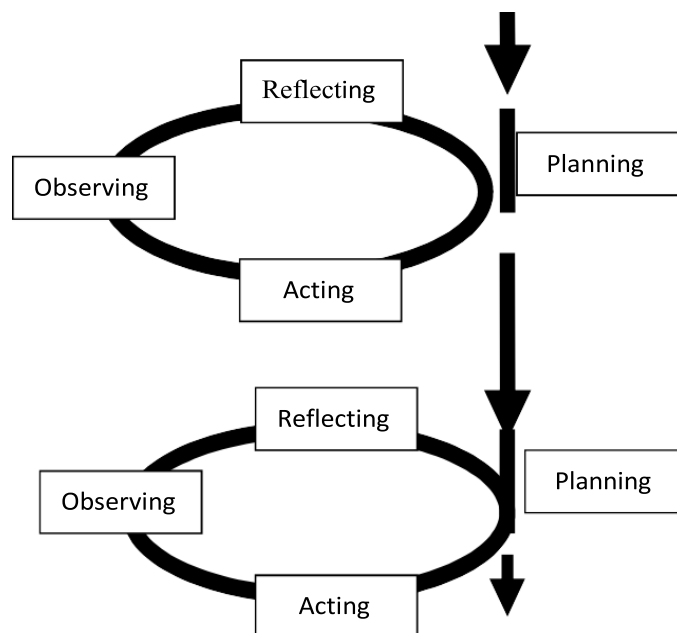 Reflecting
Planning
Observing
Acting
Reflecting
Planning
Observing
Acting